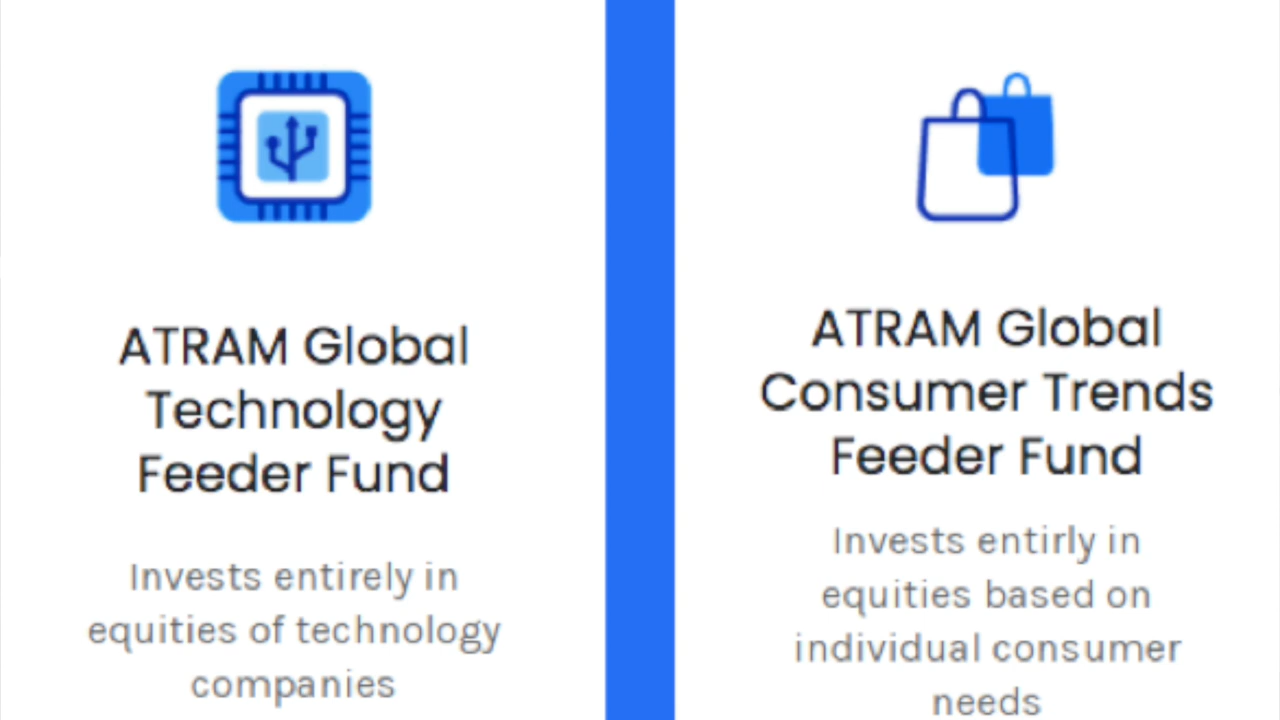 ATRAM Global
Technology
Feeder Fund
Invests entirely in
equities of technology
companies
ATRAM Global
Consumer Trends
Feeder Fund
Invests entirly in
equities based on
individual consumer
needs